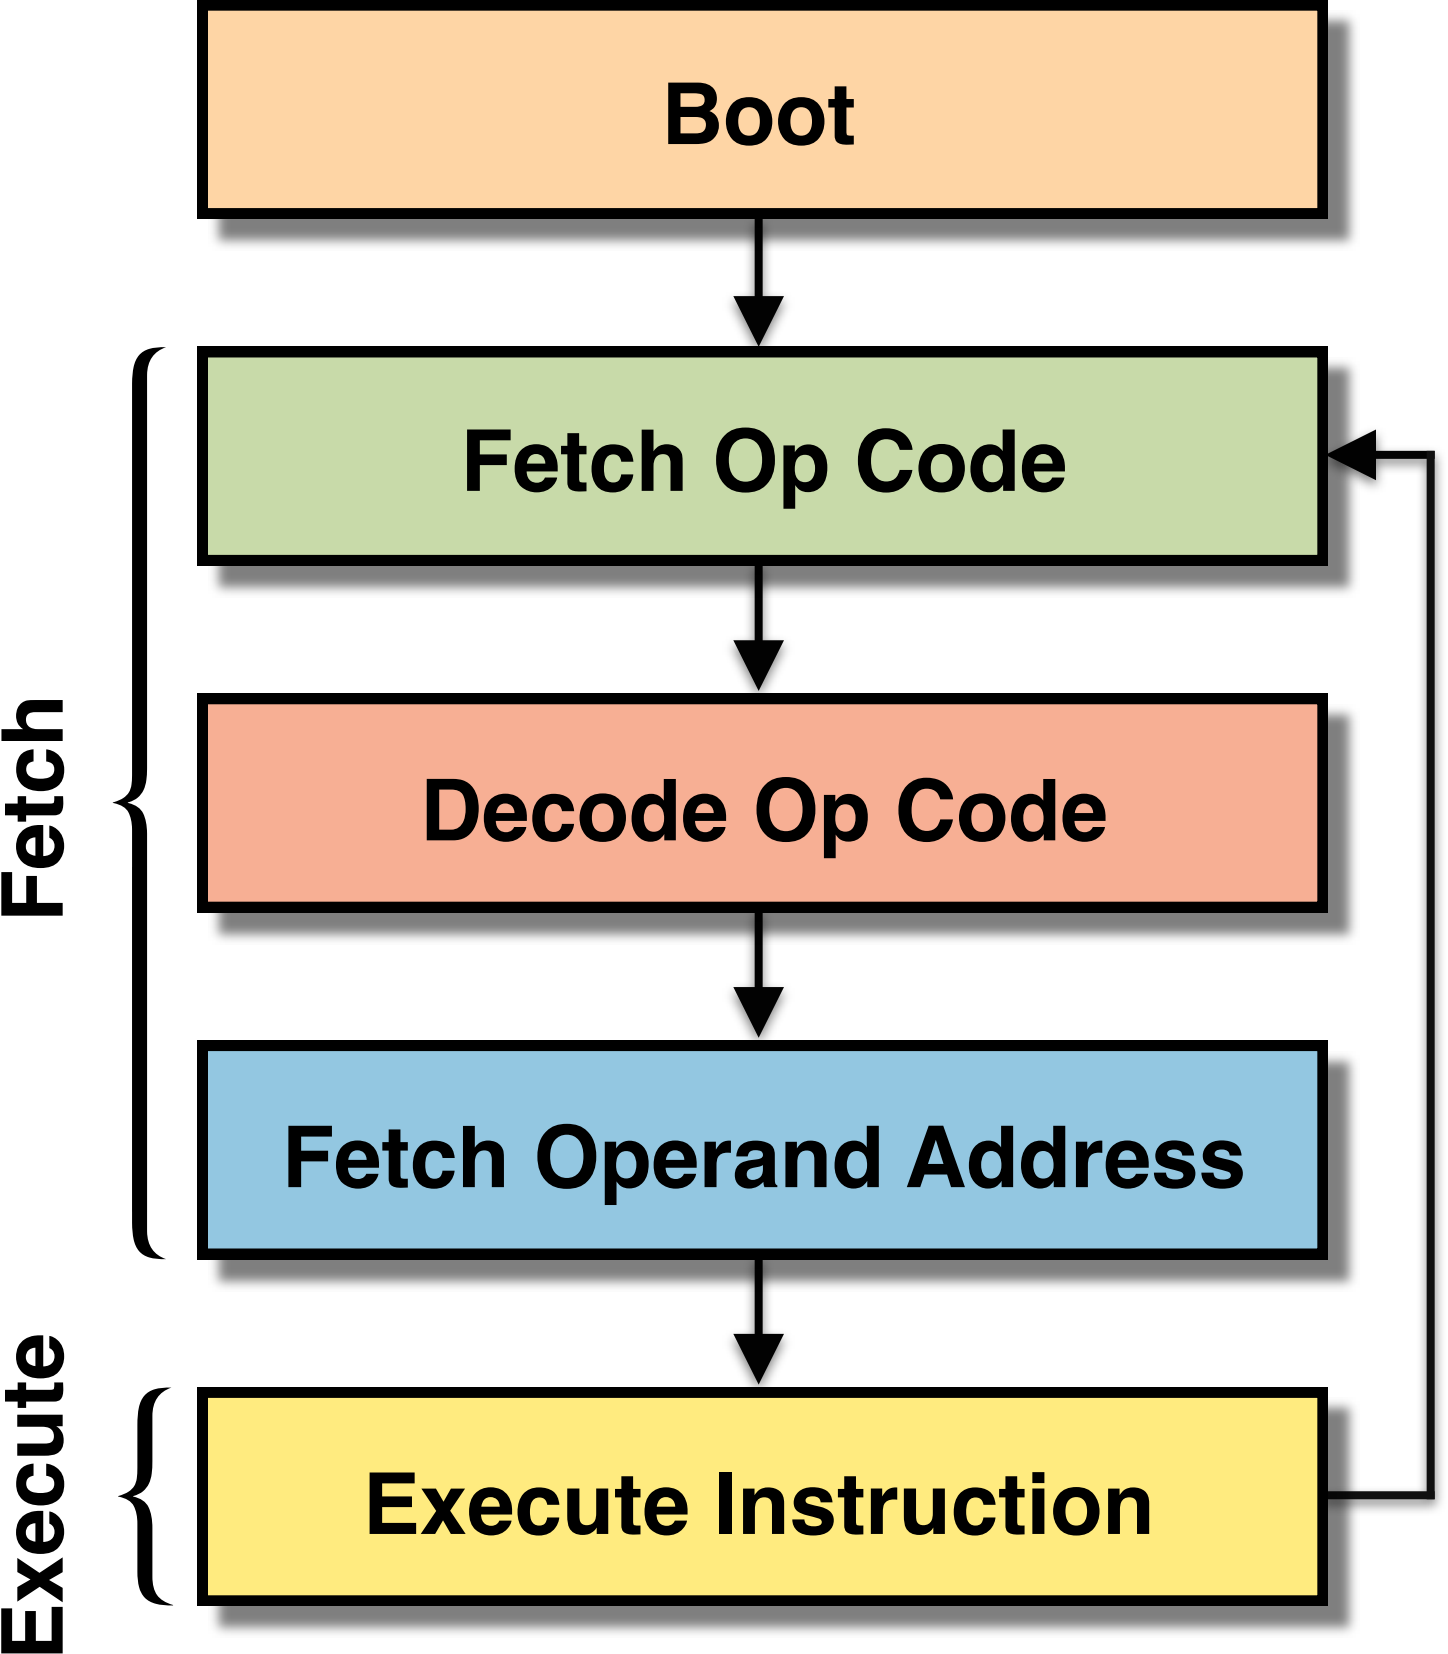 Boot
Fetch Op Code
Decode Op Code
Fetch Operand Address
Execute Instruction
Fetch
Execute